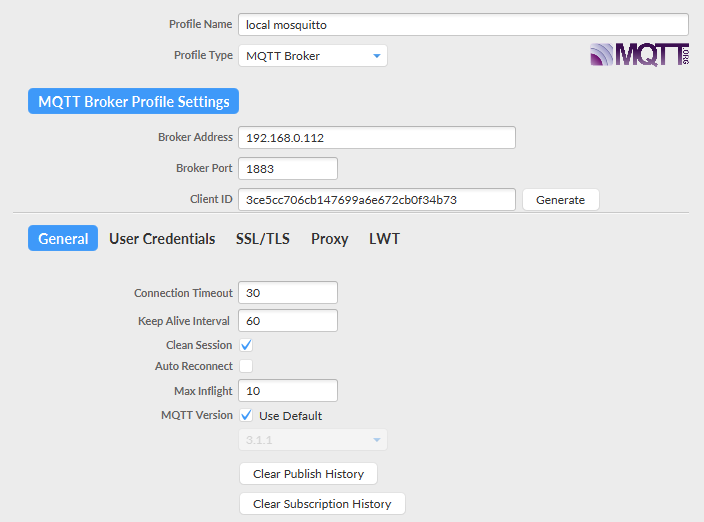 Profile Name local mosquitto
Profile Type MQTT Broker
MQTT.ORG
MQTT Broker Profile Settings
Broker Address 192.168.0.112
Broker Port 1883
Client ID 3ce5cc706cb147699a6e672cb0f34b73 Generate
General User Credentials SSL/TLS Proxy LWT
Connection Timeout 30
Keep Alive Interval 60
Clean Session
Auto Reconnect
Max Inflight 10
MQTT Version Use Default
3.1.1
Clear Publish History
Clear Subscription History